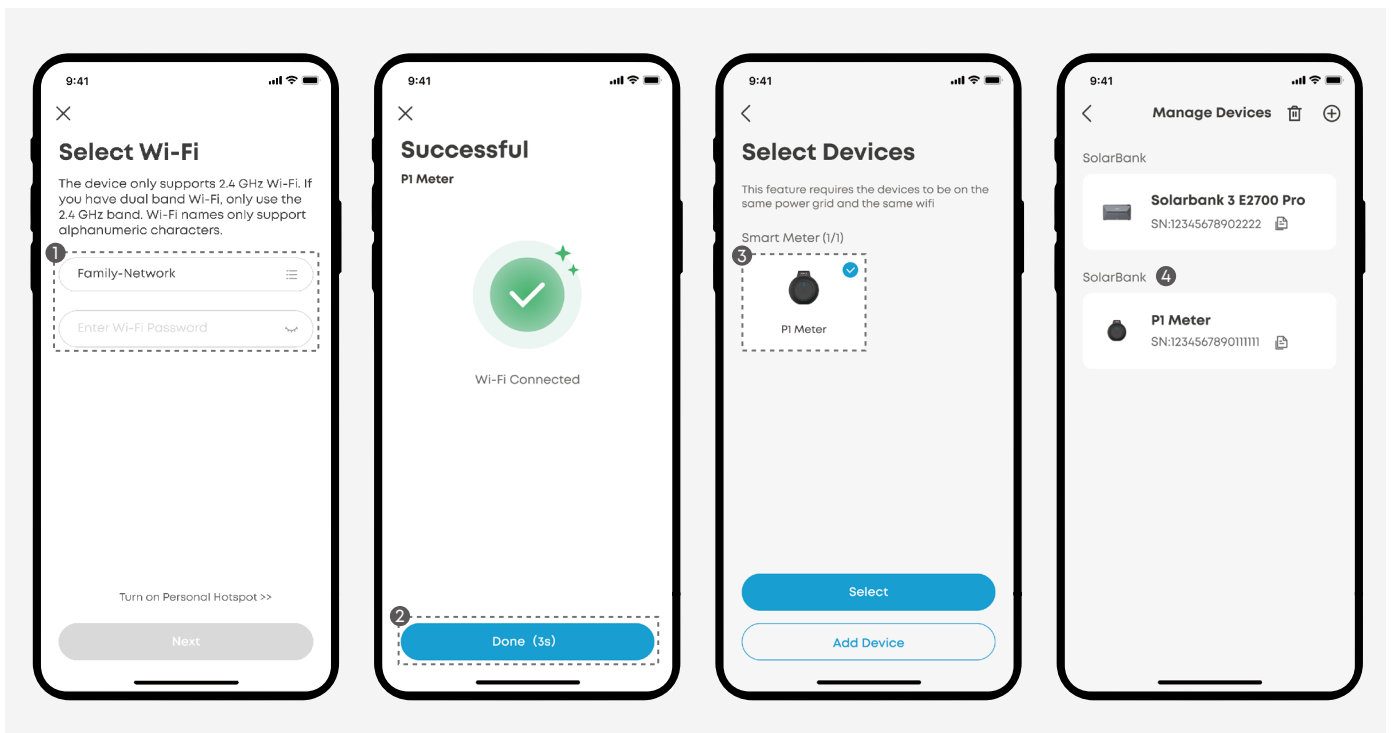 9:41
Select Wi-Fi
The device only supports 2.4 GHz Wi-Fi. If
you have dual band Wi-Fi, only use the
2.4 GHz band. Wi-Fi names only support
alphanumeric characters.
1
Family-Network
Enter Wi-Fi Password
Turn on Personal Hotspot >>
Next
9:41
Successful
P1 Meter
Wi-Fi Connected
2
Done (3s)
9:41
Select Devices
This feature requires the devices to be on the
same power grid and the same wifi
Smart Meter (1/1)
3
P1 Meter
Select
Add Device
9:41
Manage Devices
SolarBank
Solarbank 3 E2700 Pro
SN:12345678902222
SolarBank 4
P1 Meter
SN:1234567890111111